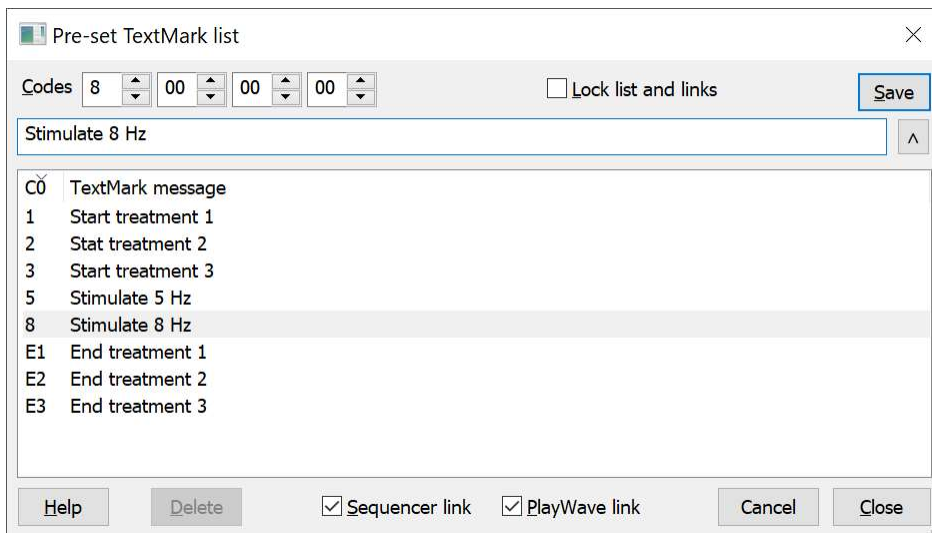 Pre-set TextMark list
Codes 8 00 00 00 Lock list and links Save
Stimulate 8 Hz
C0 TextMark message
1 Start treatment 1
2 Stat treatment 2
3 Start treatment 3
5 Stimulate 5 Hz
8 Stimulate 8 Hz
E1 End treatment 1
E2 End treatment 2
E3 End treatment 3
Help Delete Sequencer link PlayWave link Cancel Close